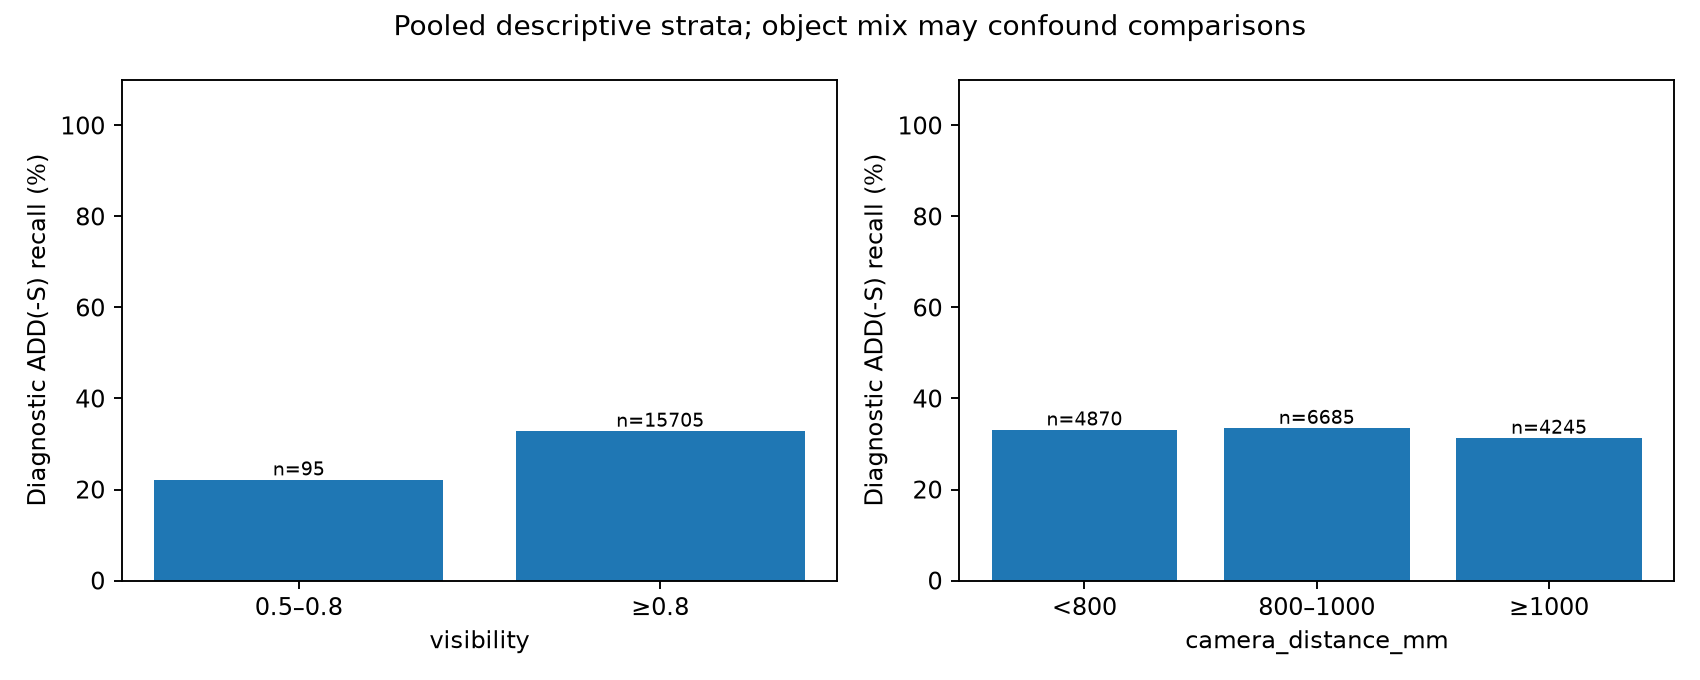 Pooled descriptive strata; object mix may confound comparisons
Diagnostic ADD(-S) recall (%)
100
80
60
40
20
0
n=95
n=15705
0.5–0.8
≥0.8
visibility
Diagnostic ADD(-S) recall (%)
100
80
60
40
20
0
n=4870
n=6685
n=4245
<800
800–1000
≥1000
camera_distance_mm